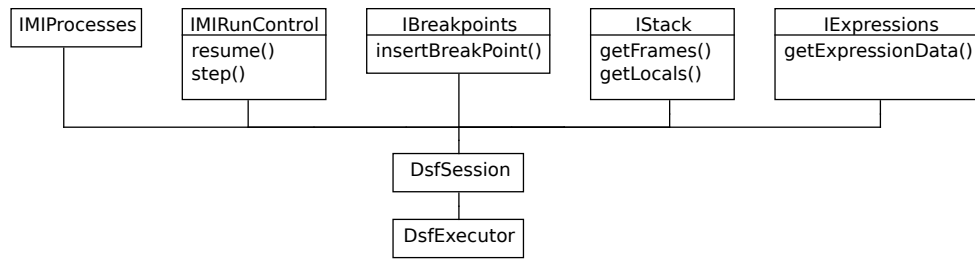 IMIProcesses
IMIRunControl
resume()
step()
IBreakpoints
insertBreakPoint()
IStack
getFrames()
getLocals()
IExpressions
getExpressionData()
DsfSession
DsfExecutor